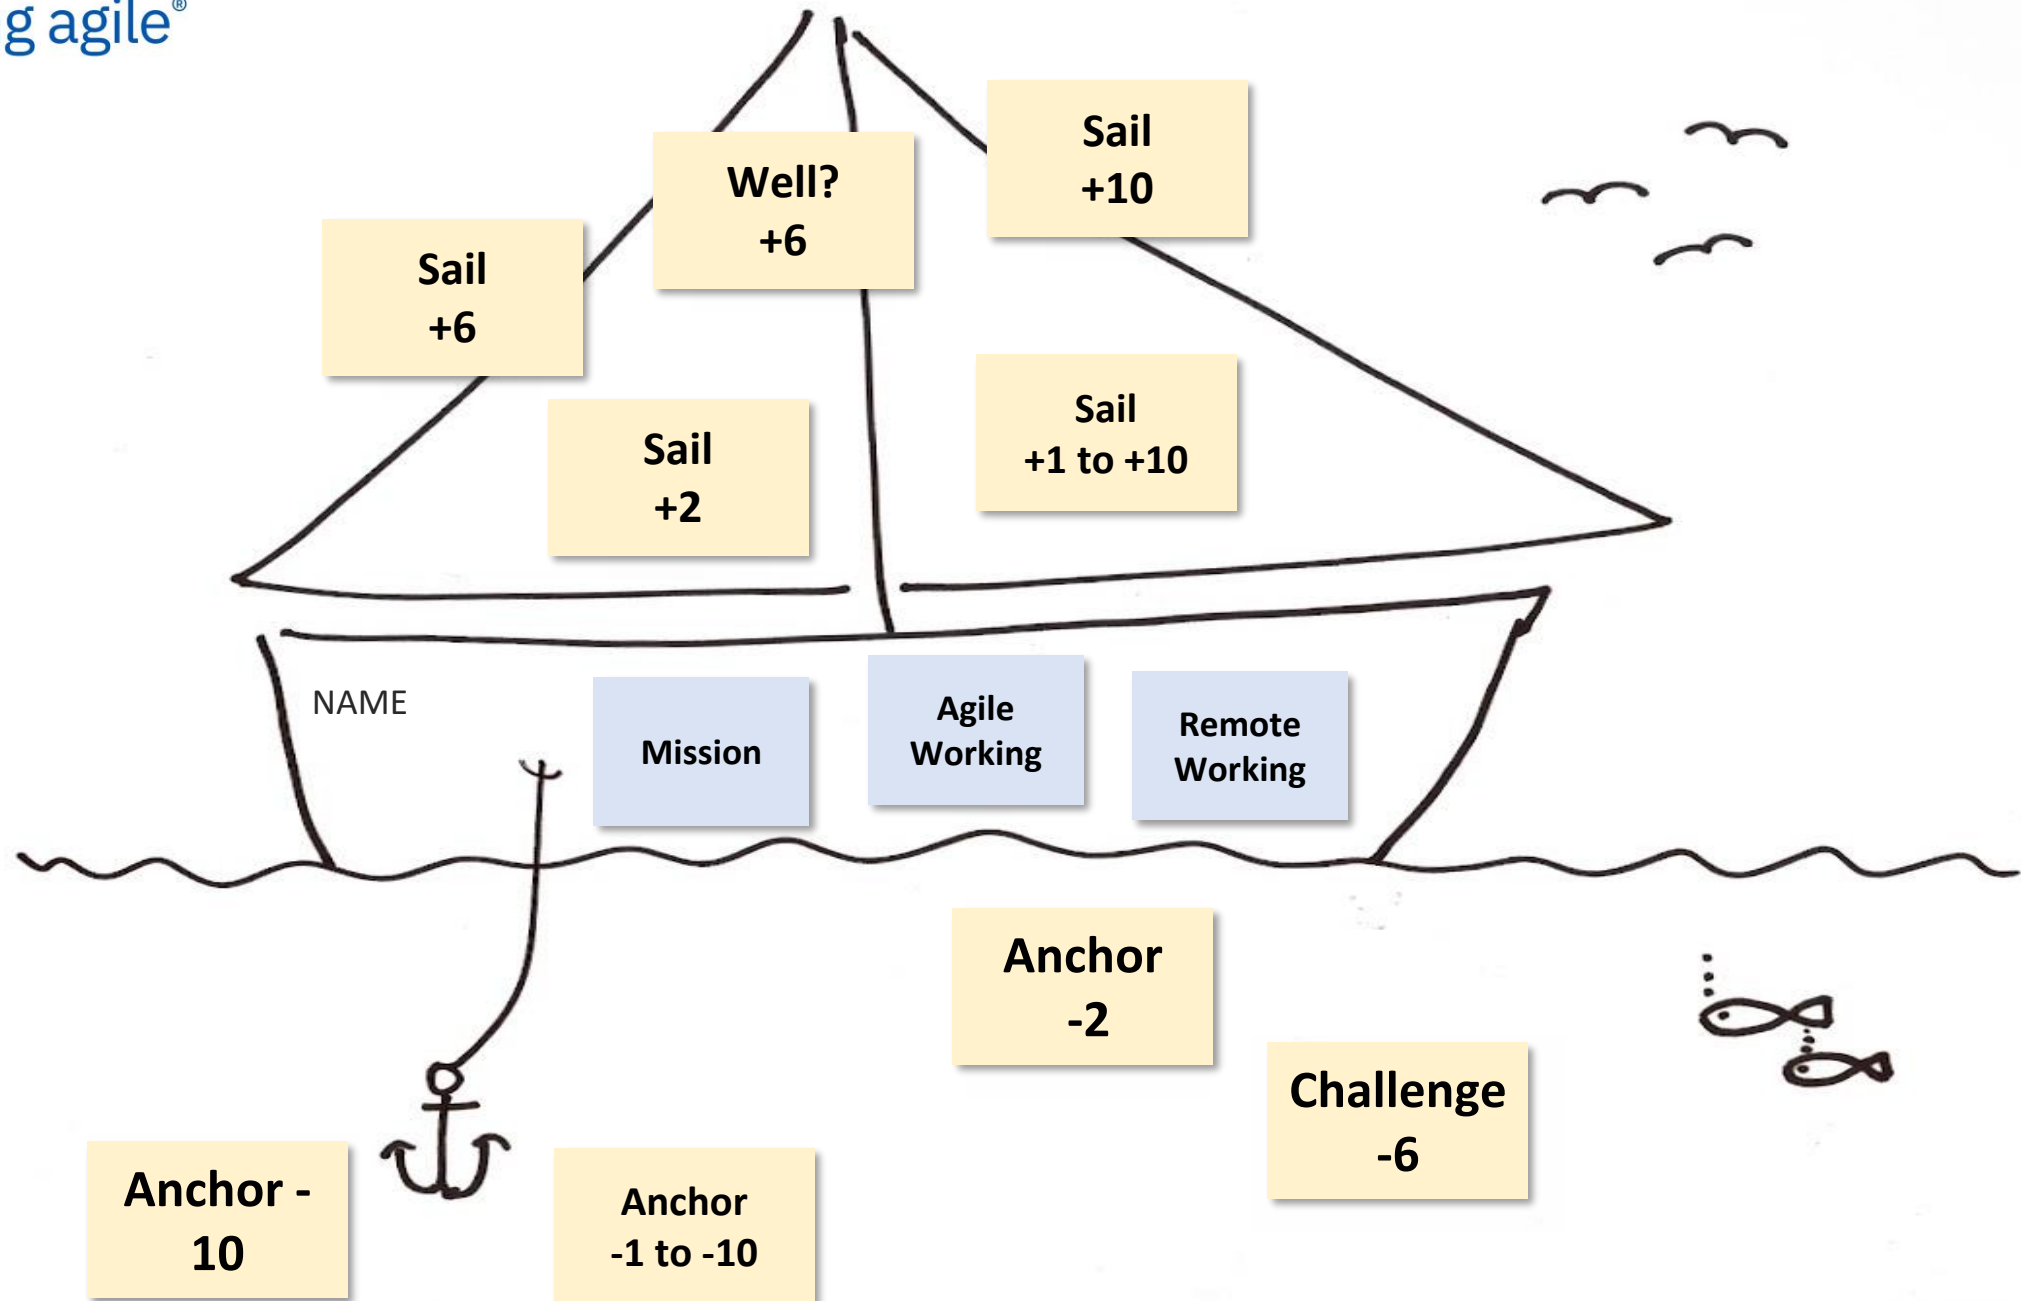 g agile®
Sail
+10
Well?
+6
Sail
+6
Sail
+1 to +10
Sail
+2
NAME
Mission
Agile
Working
Remote
Working
Anchor
-2
Challenge
-6
Anchor -
10
Anchor
-1 to -10